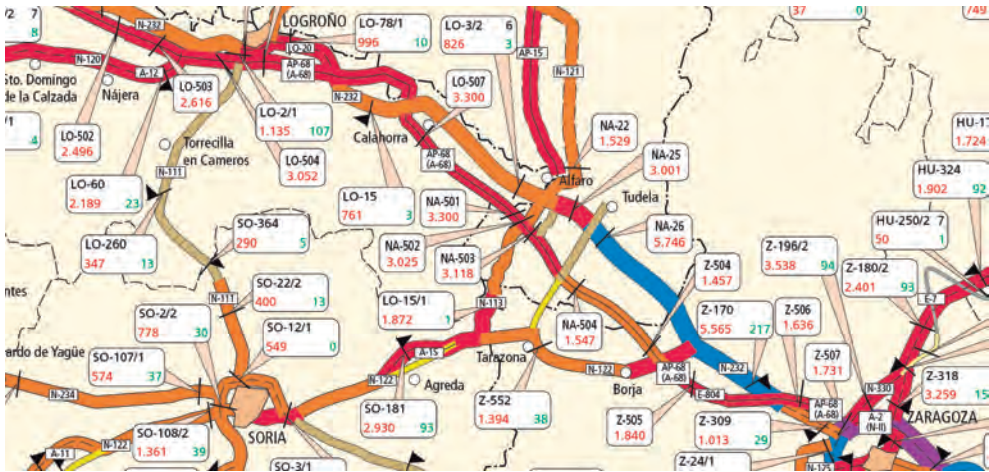 2 7
8
N-232
LOGROÑO
LO-78/1
996 10
LO-3/2 6
826 3
AP-15
N-121
37 6
749
N-120
A-12
LO-20
AP-68
(A-68)
Sto. Domingo
de la Calzada
Nájera
LO-503
2.616
N-232
LO-507
3.300
/1
4
LO-502
2.496
LO-2/1
1.135 107
Calahorra
NA-22
1.529
HU-17
1.724
Torrecilla
en Cameros
LO-504
3.052
AP-68
(A-68)
NA-25
3.001
HU-324
1.902 92
LO-60
2.189 23
N-111
LO-15
761 3
NA-501
3.300
Alfaro
Tudela
HU-250/2 7
50 1
LO-260
347 13
SO-364
290 5
NA-502
3.025
NA-503
3.118
NA-26
5.746
Z-196/2
3.538 94
Z-504
1.457
Z-180/2
2.401 93
E-7
N-111
SO-22/2
400 13
LO-15/1
1.872 1
N-113
SO-2/2
778 30
SO-12/1
549 0
NA-504
1.547
Z-170
5.565 217
Z-506
1.636
ardo de Yagüe
SO-107/1
574 37
A-15
Tarazona
N-122
Z-507
1.731
N-232
N-122
Agreda
N-122
Borja
AP-68
(A-68)
E-804
N-330
Z-318
3.259 15
N-234
SO-181
2.930 93
Z-552
1.394 38
Z-505
1.840
Z-309
1.013 29
AP-68
(A-68)
A-2
(N-II)
ZARAGOZA
SO-108/2
1.361 39
SORIA
N-122
A-11
SO-3/1
Z-24/1
N-125